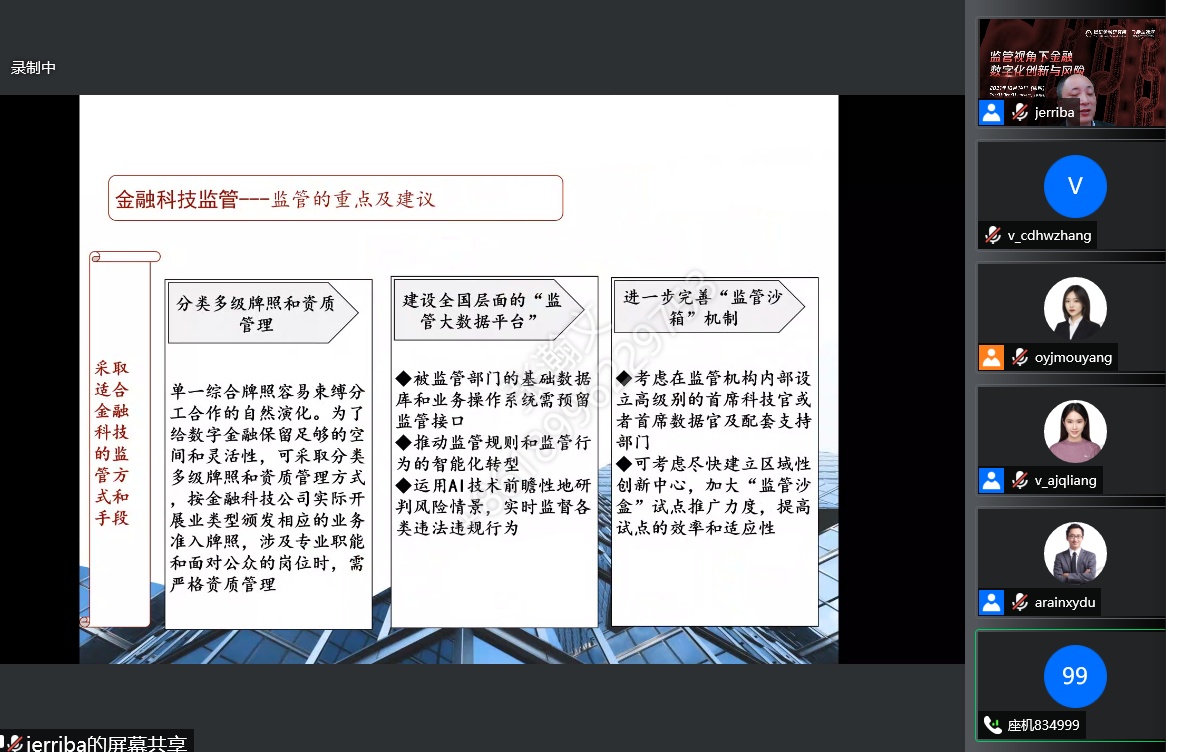 录制中
金融科技监管---监管的重点及建议
采取
适合
金融
科技
的监
管方
式和
手段
分类多级牌照和资质
管理
单一综合牌照容易束缚分
工合作的自然演化。为了
给数字金融保留足够的空
间和灵活性，可采取分类
多级牌照和资质管理方式
，按金融科技公司实际开
展业类型颁发相应的业务
准入牌照，涉及专业职能
和面对公众的岗位时，需
严格资质管理
建设全国层面的“监
管大数据平台”
◆被监管部门的基础数据
库和业务操作系统需预留
监管接口
◆推动监管规则和监管行
为的智能化转型
◆运用AI技术前瞻性地研
判风险情景，实时监督各
类违法违规行为
进一步完善“监管沙
箱”机制
◆考虑在监管机构内部设
立高级别的首席科技官或
者首席数据官及配套支持
部门
◆可考虑尽快建立区域性
创新中心，加大“监管沙
盒”试点推广力度，提高
试点的效率和适应性
jerriba的屏幕共享
监管视角下金融
数字化创新与风险
jerriba
V
v_cdhwzhang
oyjmouyang
v_ajqliang
arainxydu
99
座机834999